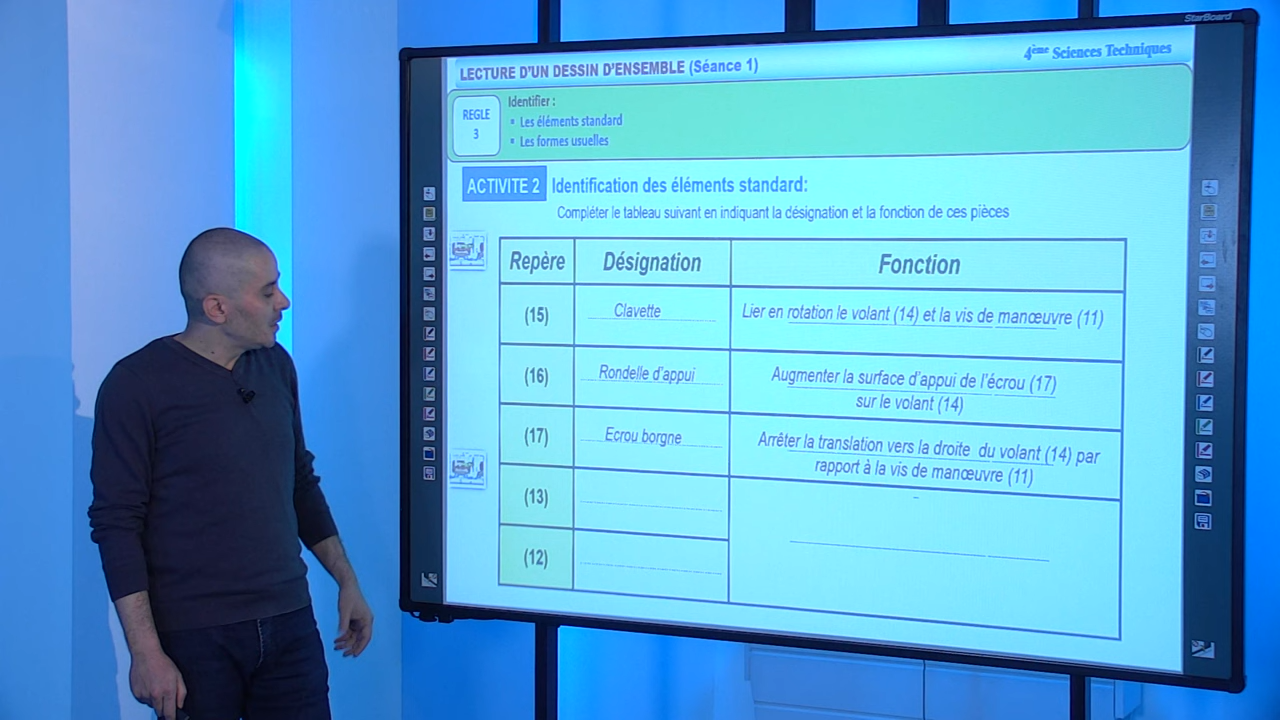 StarBoard
LECTURE D'UN DESSIN D'ENSEMBLE (Séance 1)
4ème Sciences Techniques
REGLE
3
Identifier :
▪ Les éléments standard
▪ Les formes usuelles
ACTIVITE 2 Identification des éléments standard:
Compléter le tableau suivant en indiquant la désignation et la fonction de ces pièces
Repère Désignation Fonction
(15) Clavette Lier en rotation le volant (14) et la vis de manœuvre (11)
(16) Rondelle d'appui Augmenter la surface d'appui de l'écrou (17)
sur le volant (14)
(17) Ecrou borgne Arrêter la translation vers la droite du volant (14) par
rapport à la vis de manœuvre (11)
(13)
(12)